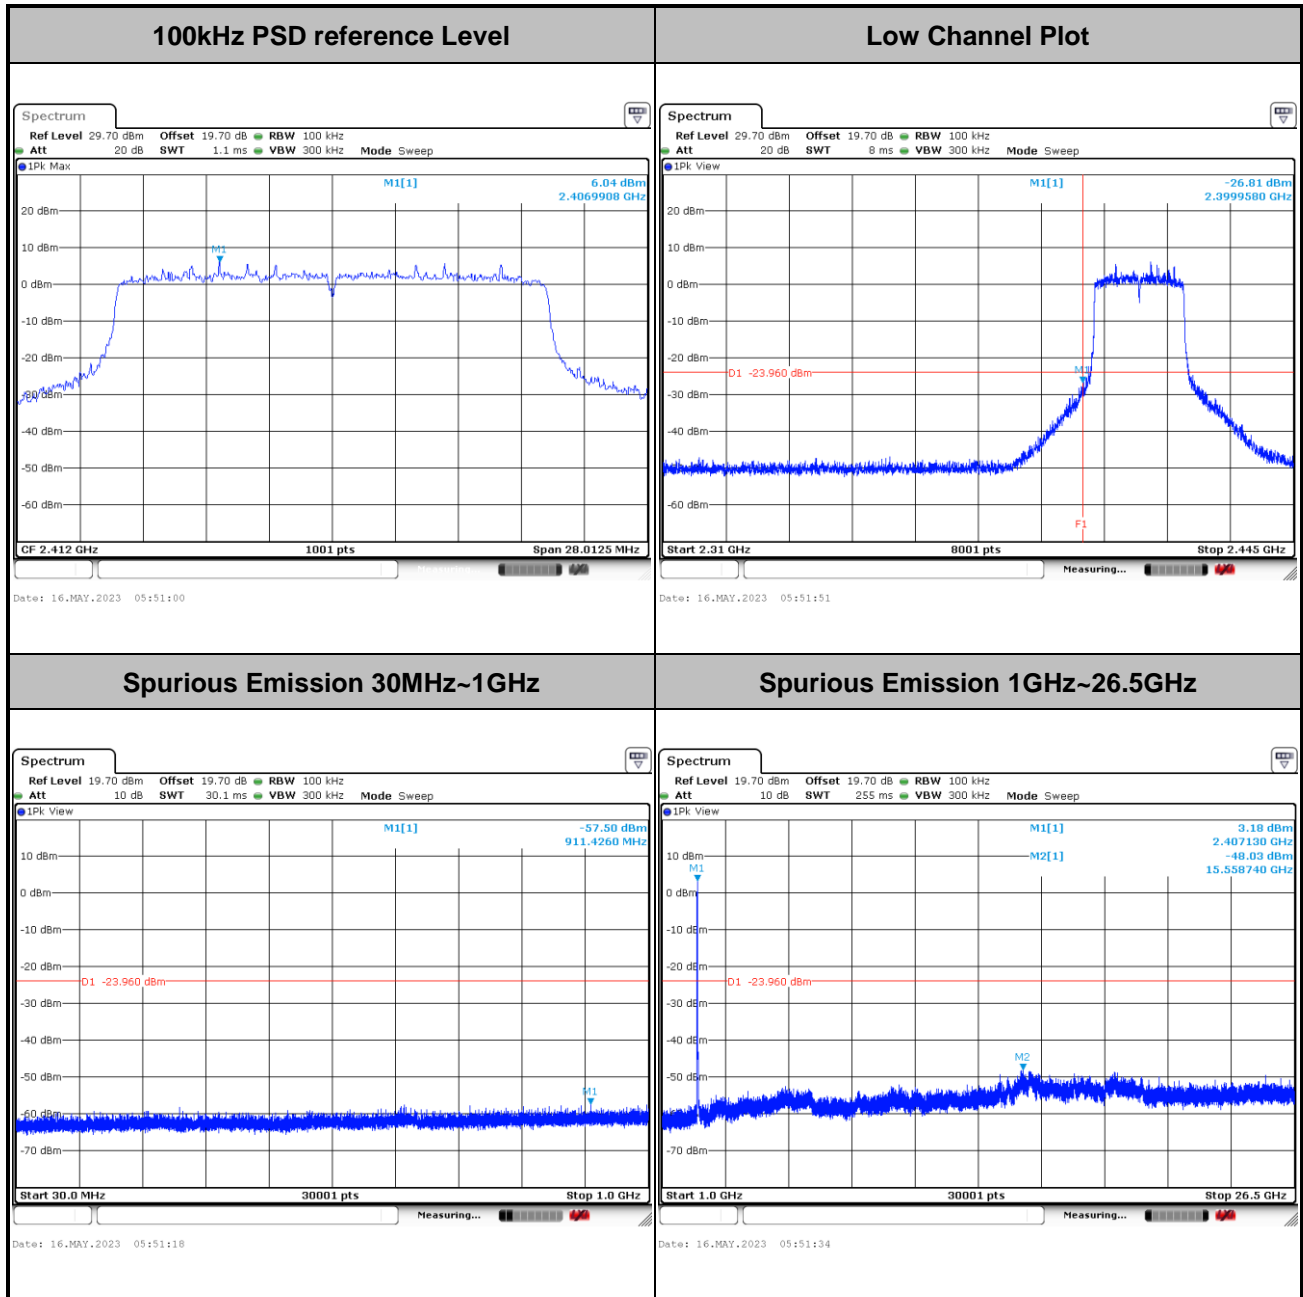 100kHz PSD reference Level
Spectrum
Ref Level 29.70 dBm Offset 19.70 dB RBW 100 kHz
Att 20 dB SWT 1.1 ms VBW 300 kHz Mode Sweep
1Pk Max
M1[1] 6.04 dBm
2.4069908 GHz
20 dBm
10 dBm
M1
0 dBm
-10 dBm
-20 dBm
-30 dBm
-40 dBm
-50 dBm
-60 dBm
CF 2.412 GHz 1001 pts Span 28.0125 MHz
Measuring...
Date: 16.MAY.2023 05:51:00
Low Channel Plot
Spectrum
Ref Level 29.70 dBm Offset 19.70 dB RBW 100 kHz
Att 20 dB SWT 8 ms VBW 300 kHz Mode Sweep
1Pk View
M1[1] -26.81 dBm
2.3999580 GHz
20 dBm
10 dBm
0 dBm
-10 dBm
-20 dBm
D1 -23.960 dBm
M1
-30 dBm
-40 dBm
-50 dBm
-60 dBm
F1
Start 2.31 GHz 8001 pts Stop 2.445 GHz
Measuring...
Date: 16.MAY.2023 05:51:51
Spurious Emission 30MHz~1GHz
Spectrum
Ref Level 19.70 dBm Offset 19.70 dB RBW 100 kHz
Att 10 dB SWT 30.1 ms VBW 300 kHz Mode Sweep
1Pk View
M1[1] -57.50 dBm
911.4260 MHz
10 dBm
0 dBm
-10 dBm
-20 dBm
D1 -23.960 dBm
-30 dBm
-40 dBm
-50 dBm
M1
-60 dBm
-70 dBm
Start 30.0 MHz 30001 pts Stop 1.0 GHz
Measuring...
Date: 16.MAY.2023 05:51:18
Spurious Emission 1GHz~26.5GHz
Spectrum
Ref Level 19.70 dBm Offset 19.70 dB RBW 100 kHz
Att 10 dB SWT 255 ms VBW 300 kHz Mode Sweep
1Pk View
M1[1] 3.18 dBm
2.407130 GHz
10 dBm M2[1] -48.03 dBm
M1 15.558740 GHz
0 dBm
-10 dBm
-20 dBm
D1 -23.960 dBm
-30 dBm
-40 dBm
M2
-50 dBm
-60 dBm
-70 dBm
Start 1.0 GHz 30001 pts Stop 26.5 GHz
Measuring...
Date: 16.MAY.2023 05:51:34